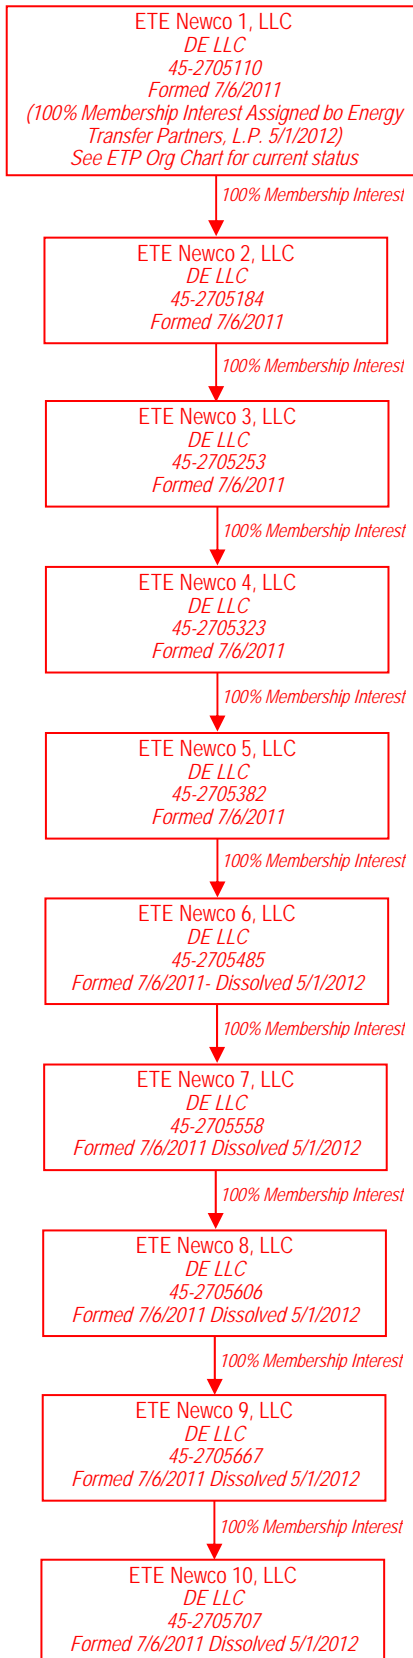 ETE Newco 1, LLC
DE LLC
45-2705110
Formed 7/6/2011
(100% Membership Interest Assigned bo Energy
Transfer Partners, L.P. 5/1/2012)
See ETP Org Chart for current status
100% Membership Interest
ETE Newco 2, LLC
DE LLC
45-2705184
Formed 7/6/2011
100% Membership Interest
ETE Newco 3, LLC
DE LLC
45-2705253
Formed 7/6/2011
100% Membership Interest
ETE Newco 4, LLC
DE LLC
45-2705323
Formed 7/6/2011
100% Membership Interest
ETE Newco 5, LLC
DE LLC
45-2705382
Formed 7/6/2011
100% Membership Interest
ETE Newco 6, LLC
DE LLC
45-2705485
Formed 7/6/2011- Dissolved 5/1/2012
100% Membership Interest
ETE Newco 7, LLC
DE LLC
45-2705558
Formed 7/6/2011 Dissolved 5/1/2012
100% Membership Interest
ETE Newco 8, LLC
DE LLC
45-2705606
Formed 7/6/2011 Dissolved 5/1/2012
100% Membership Interest
ETE Newco 9, LLC
DE LLC
45-2705667
Formed 7/6/2011 Dissolved 5/1/2012
100% Membership Interest
ETE Newco 10, LLC
DE LLC
45-2705707
Formed 7/6/2011 Dissolved 5/1/2012